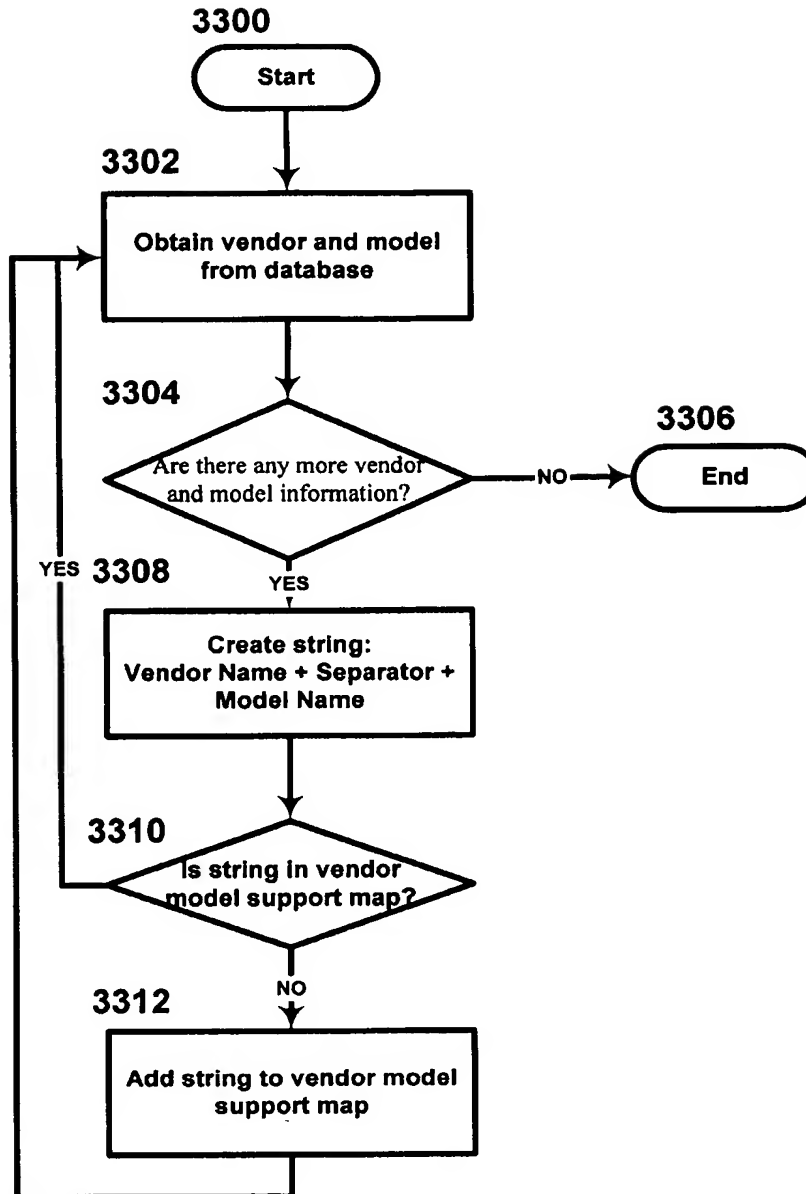 3300
Start
3302
Obtain vendor and model
from database
3304
Are there any more vendor
and model information?
NO
3306
End
YES
3308
YES
Create string:
Vendor Name + Separator +
Model Name
3310
Is string in vendor
model support map?
NO
3312
Add string to vendor model
support map